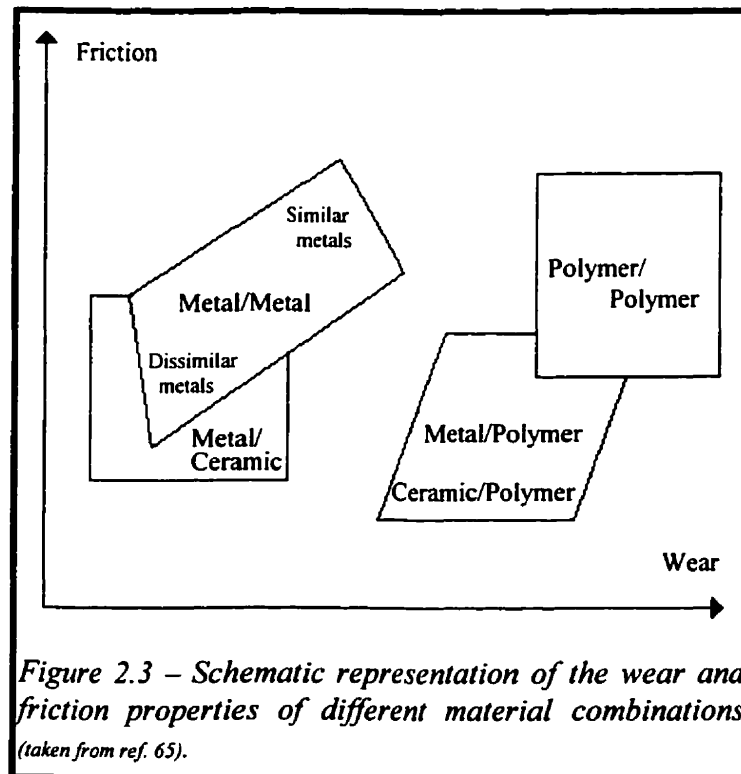 Friction
Similar
metals
Polymer/
Polymer
Metal/Metal
Dissimilar
metals
Metal/
Ceramic
Metal/Polymer
Ceramic/Polymer
Wear
Figure 2.3 – Schematic representation of the wear and
friction properties of different material combinations
(taken from ref. 65).